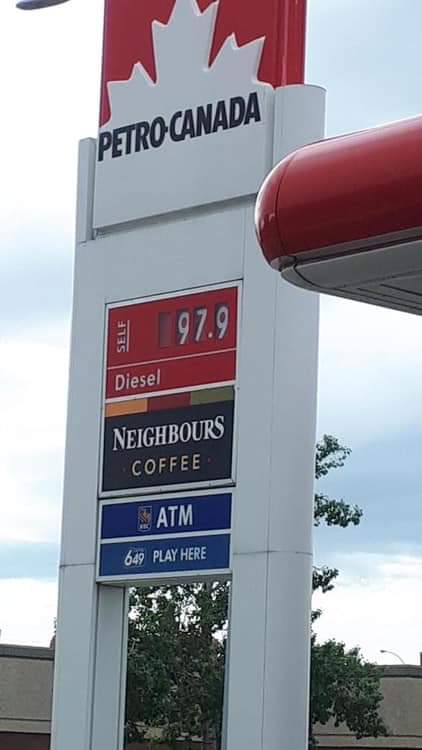 PETRO-CANADA
SELF
97.9
Diesel
NEIGHBOURS
COFFEE
RBC ATM
649 PLAY HERE